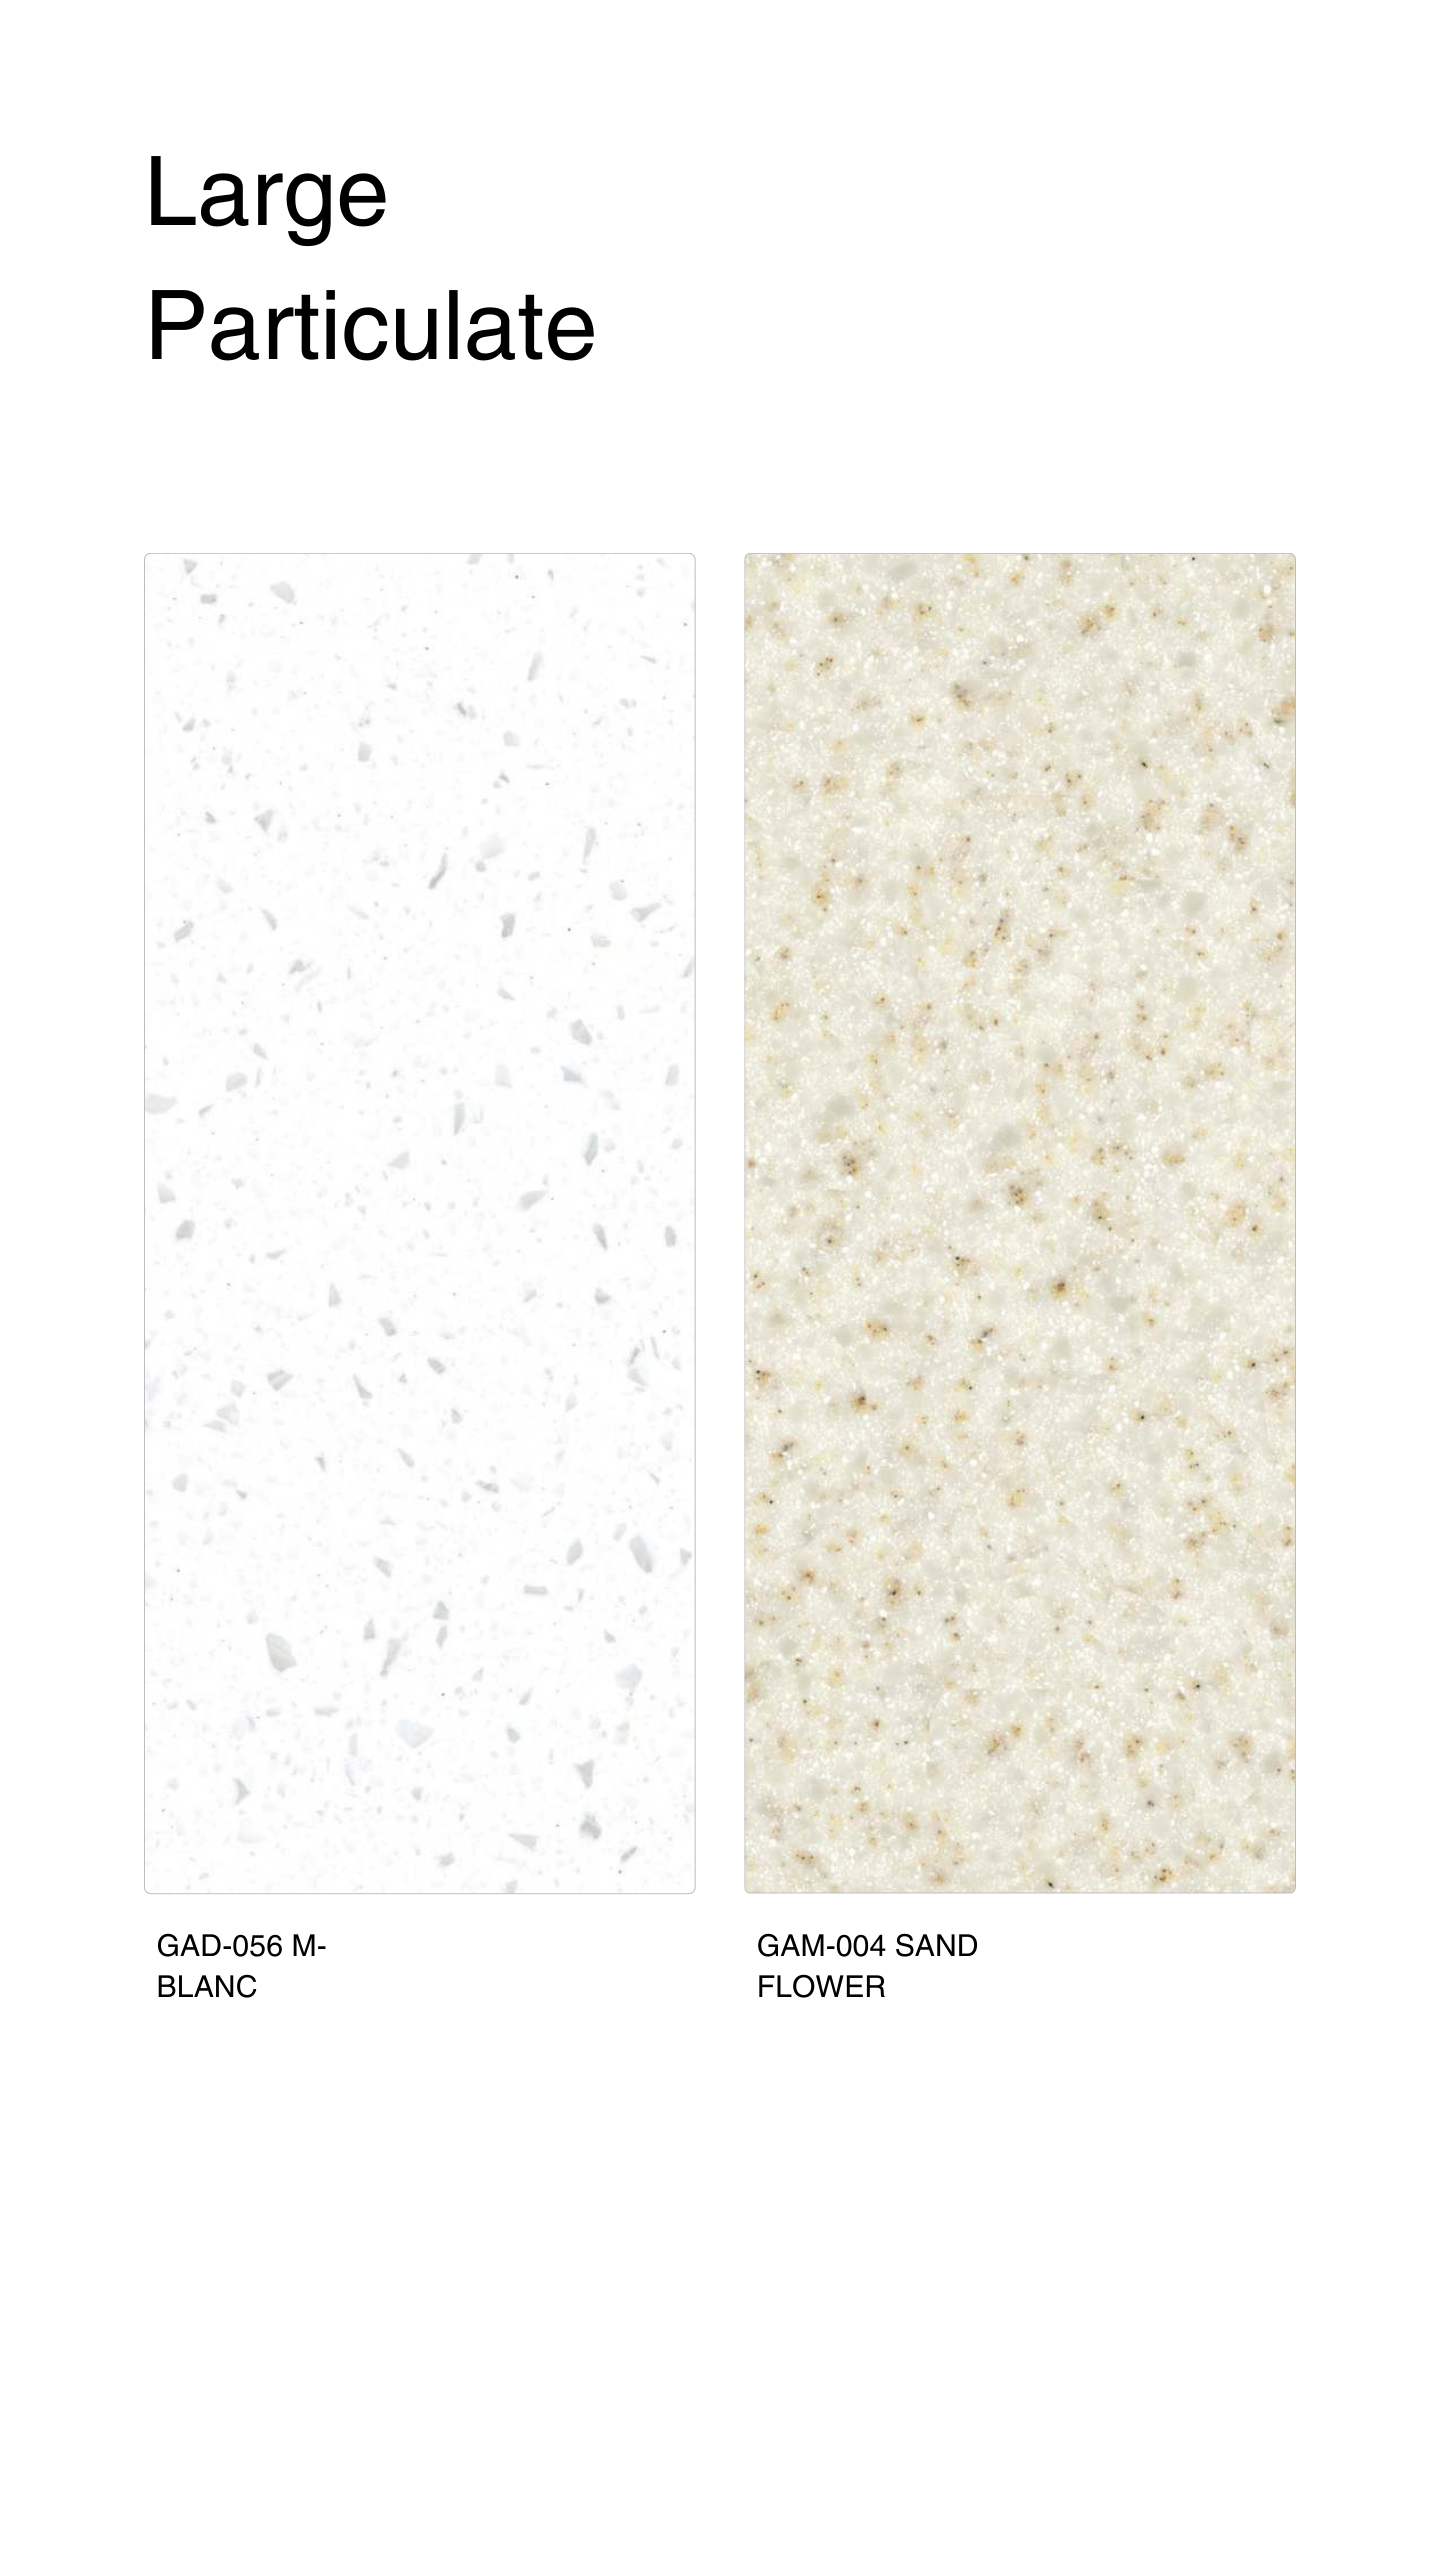 Large
Particulate
GAD-056 M-
BLANC
GAM-004 SAND
FLOWER